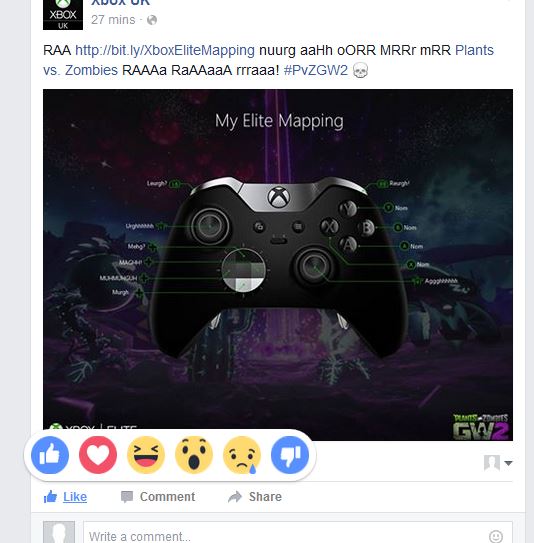 XBOX
UK
Xbox UK
27 mins ·
RAA http://bit.ly/XboxEliteMapping nuurg aaHh oORR MRRr mRR Plants
vs. Zombies RAAAa RaAAaaA rrraaa! #PvZGW2
My Elite Mapping
Leurgh?
Reurgh!
Urghhhhhh
Mehg?
MAGHH!
MUHMUHGUH
Murgh
Y Nom
B Nom
A Nom
X Nom
Aggghhhhhh
XBOX | ELITE
PLANTS vs ZOMBIES
GW2
Like
Comment
Share
Write a comment...